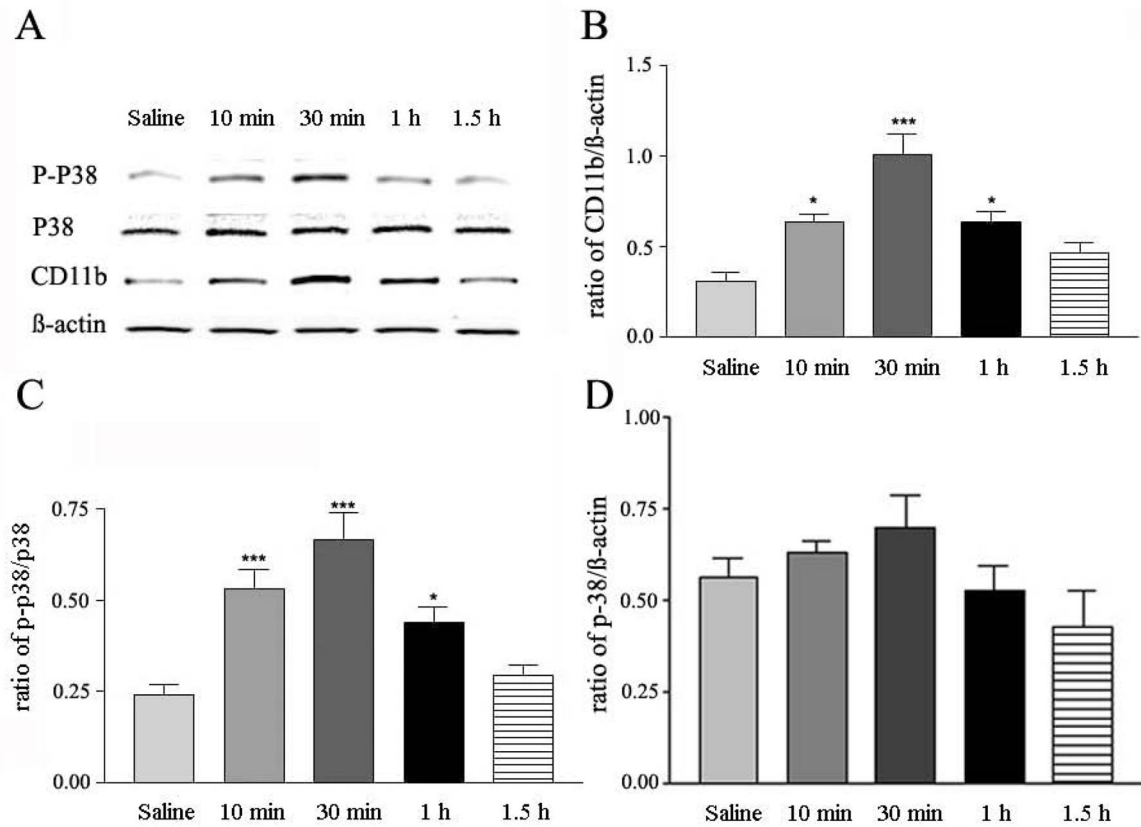 A
Saline 10 min 30 min 1 h 1.5 h
P-P38
P38
CD11b
ß-actin
B
ratio of CD11b/ß-actin
1.5
1.0
0.5
0.0
***
*
*
Saline 10 min 30 min 1 h 1.5 h
C
ratio of p-p38/p38
0.75
0.50
0.25
0.00
***
***
*
Saline 10 min 30 min 1 h 1.5 h
D
ratio of p-38/ß-actin
1.00
0.75
0.50
0.25
0.00
Saline 10 min 30 min 1 h 1.5 h